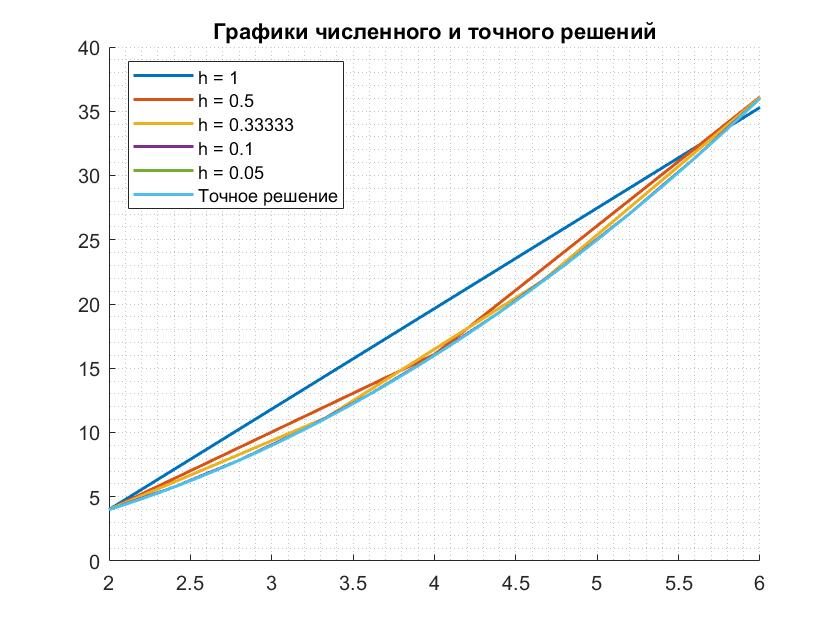 Графики численного и точного решений
40
35
30
25
20
15
10
5
0
h = 1
h = 0.5
h = 0.33333
h = 0.1
h = 0.05
Точное решение
2 2.5 3 3.5 4 4.5 5 5.5 6